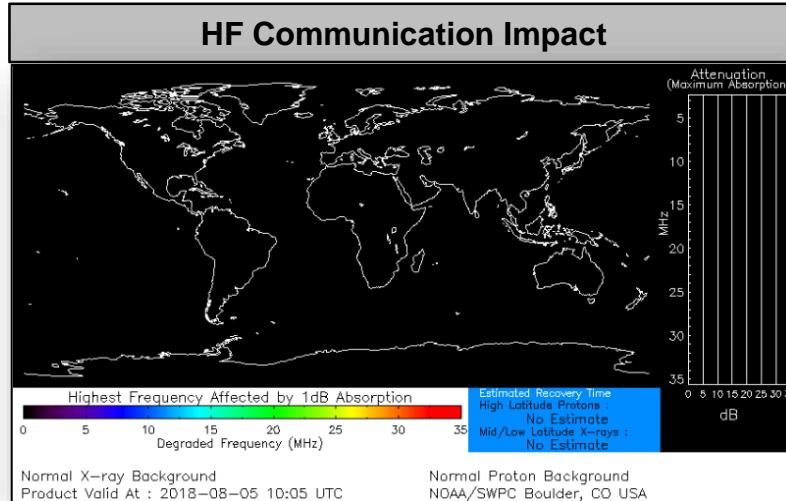 HF Communication Impact
Attenuation
(Maximum Absorption
5
10
15
20
25
30
35
MHz
0 5 10 15 20 25 30
dB
Highest Frequency Affected by 1dB Absorption
0 5 10 15 20 25 30 35
Degraded Frequency (MHz)
Estimated Recovery Time
High Latitude Protons :
No Estimate
Mid/Low Latitude X-rays :
No Estimate
Normal X-ray Background
Product Valid At : 2018-08-05 10:05 UTC
Normal Proton Background
NOAA/SWPC Boulder, CO USA